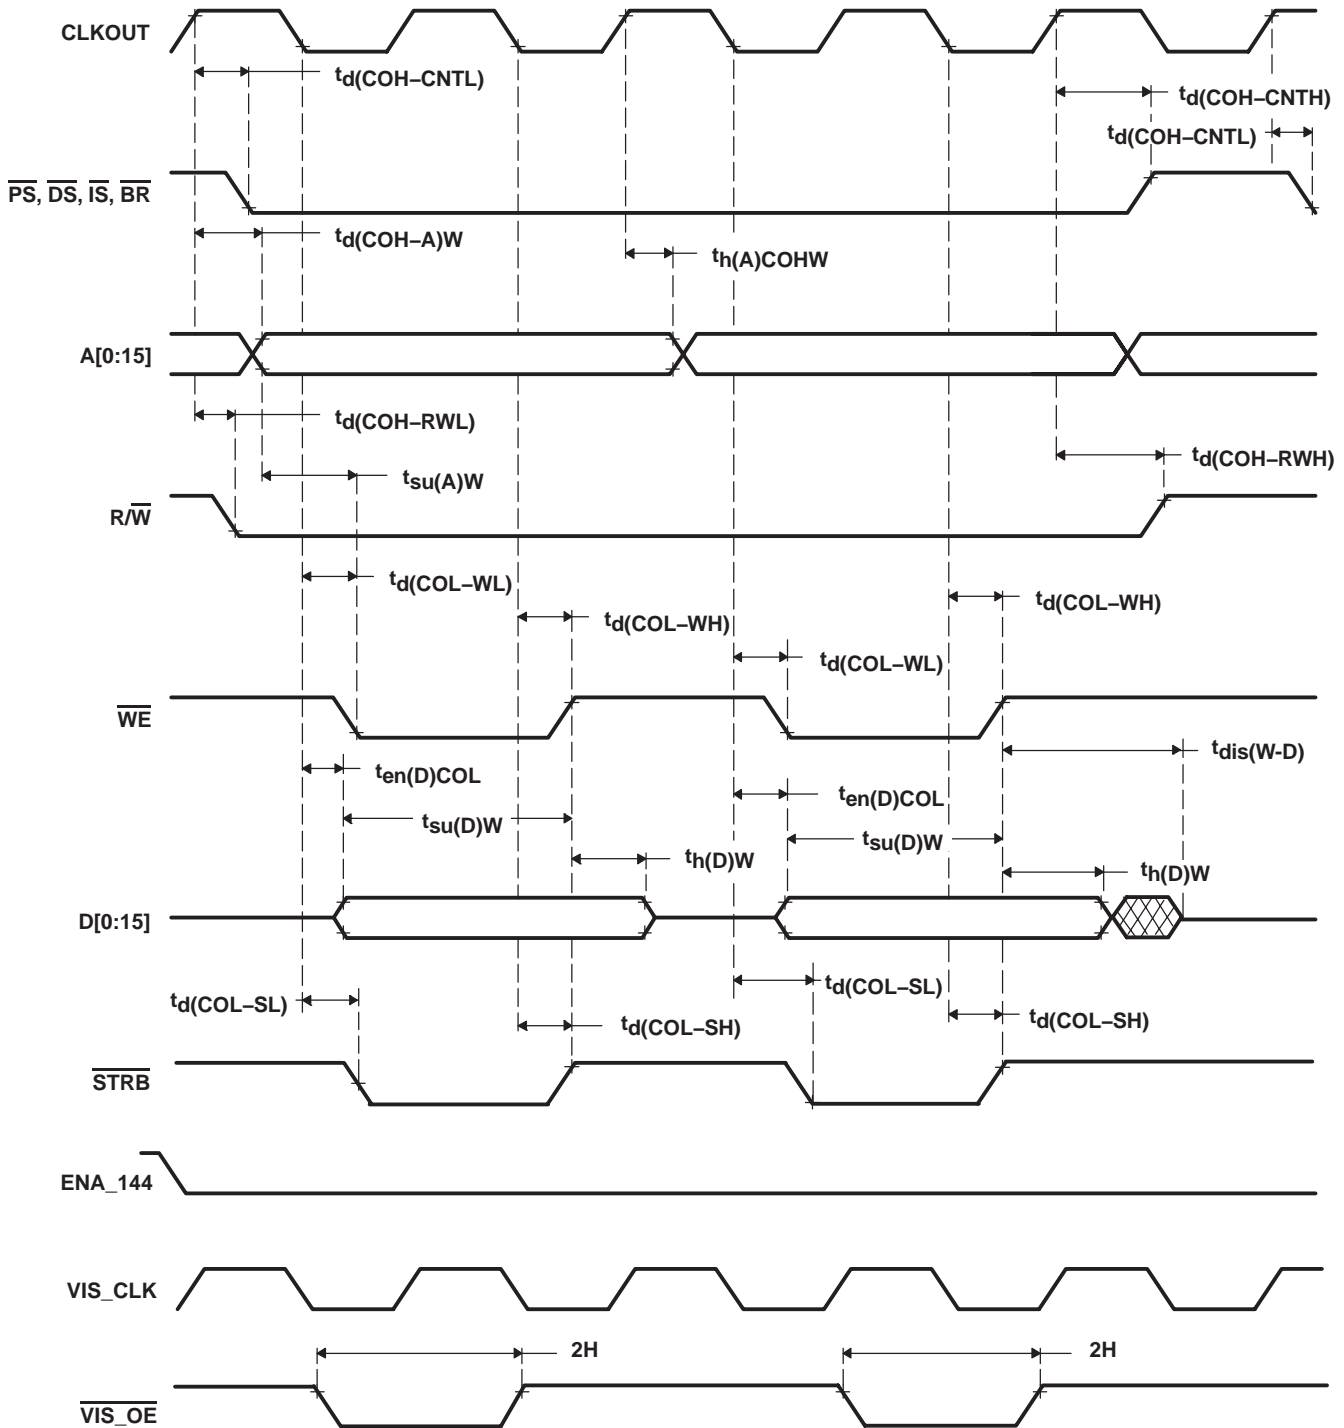 CLKOUT
td(COH–CNTL)
td(COH–CNTH)
td(COH–CNTL)
PS, DS, IS, BR
td(COH–A)W
th(A)COHW
A[0:15]
td(COH–RWL)
td(COH–RWH)
tsu(A)W
R/W
td(COL–WL)
td(COL–WH)
td(COL–WH)
td(COL–WL)
WE
tdis(W-D)
ten(D)COL
ten(D)COL
tsu(D)W
tsu(D)W
th(D)W
th(D)W
D[0:15]
td(COL–SL)
td(COL–SL)
td(COL–SH)
td(COL–SH)
STRB
ENA_144
VIS_CLK
2H
2H
VIS_OE